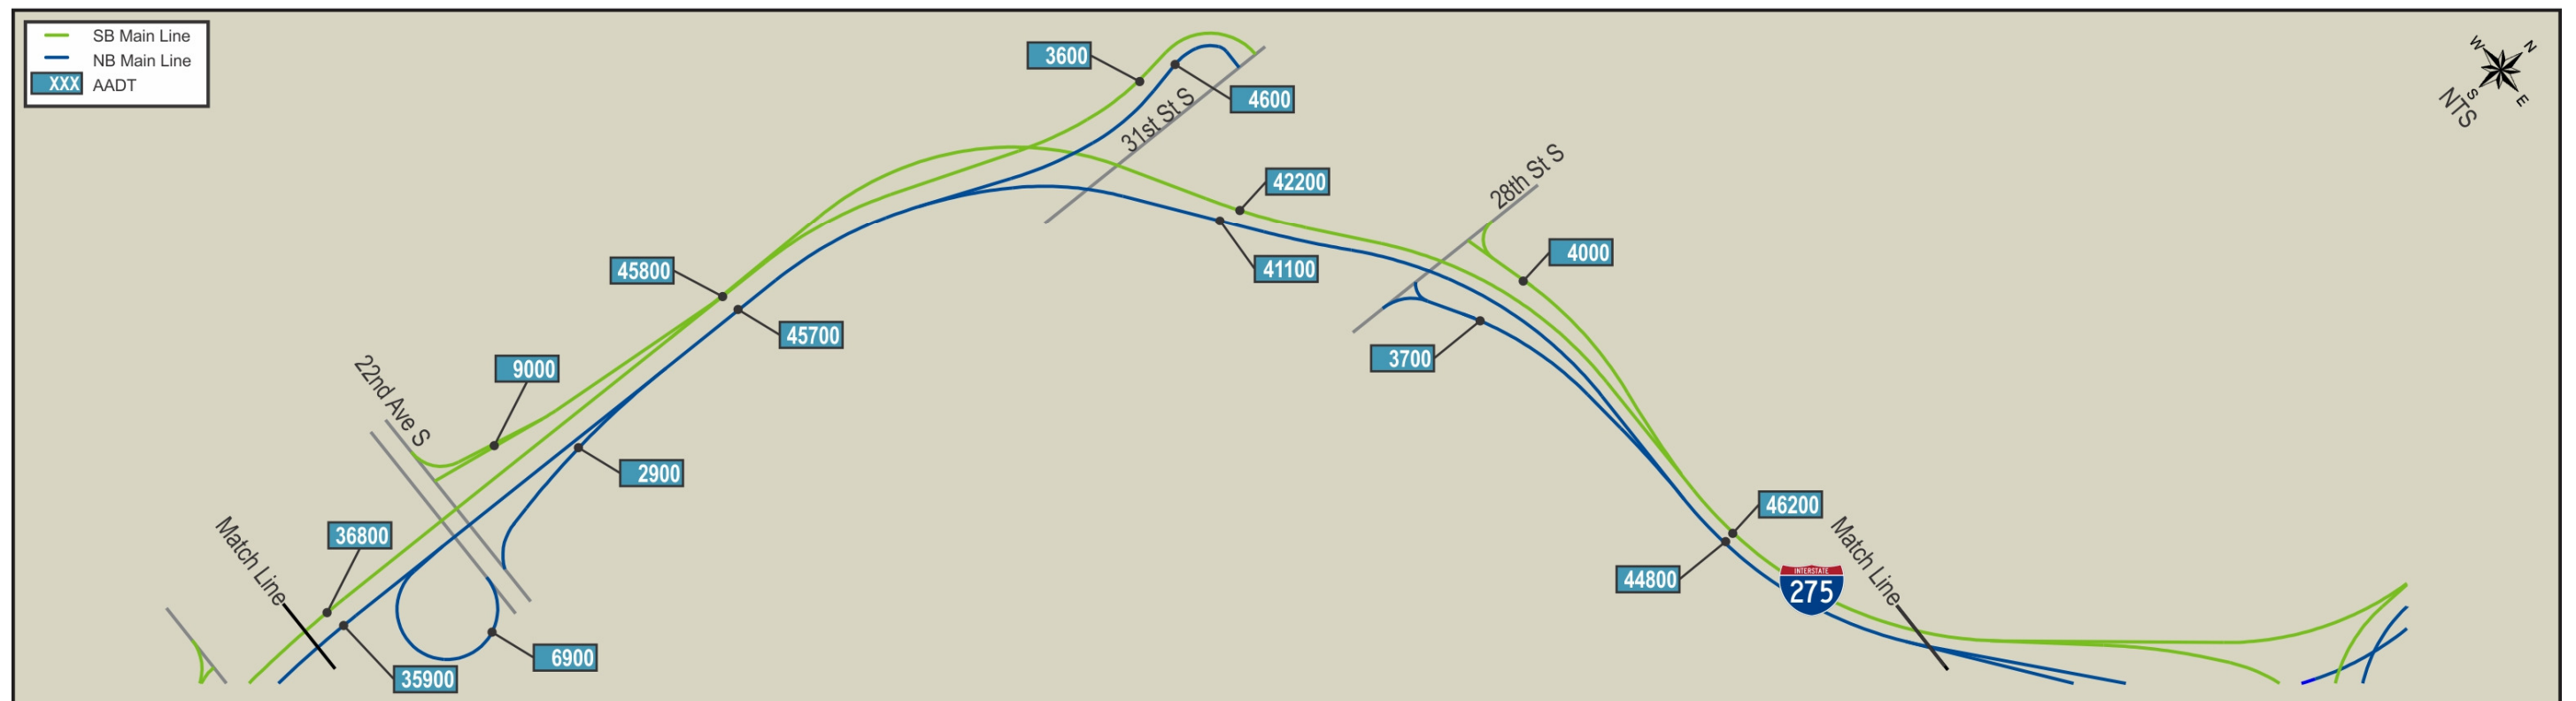 SB Main Line
NB Main Line
XXX AADT
3600
4600
31st St S
W
N
S
E
NTS
42200
28th St S
45800
41100
4000
45700
3700
22nd Ave S
9000
2900
46200
Match Line
36800
Match Line
44800
INTERSTATE
275
6900
35900